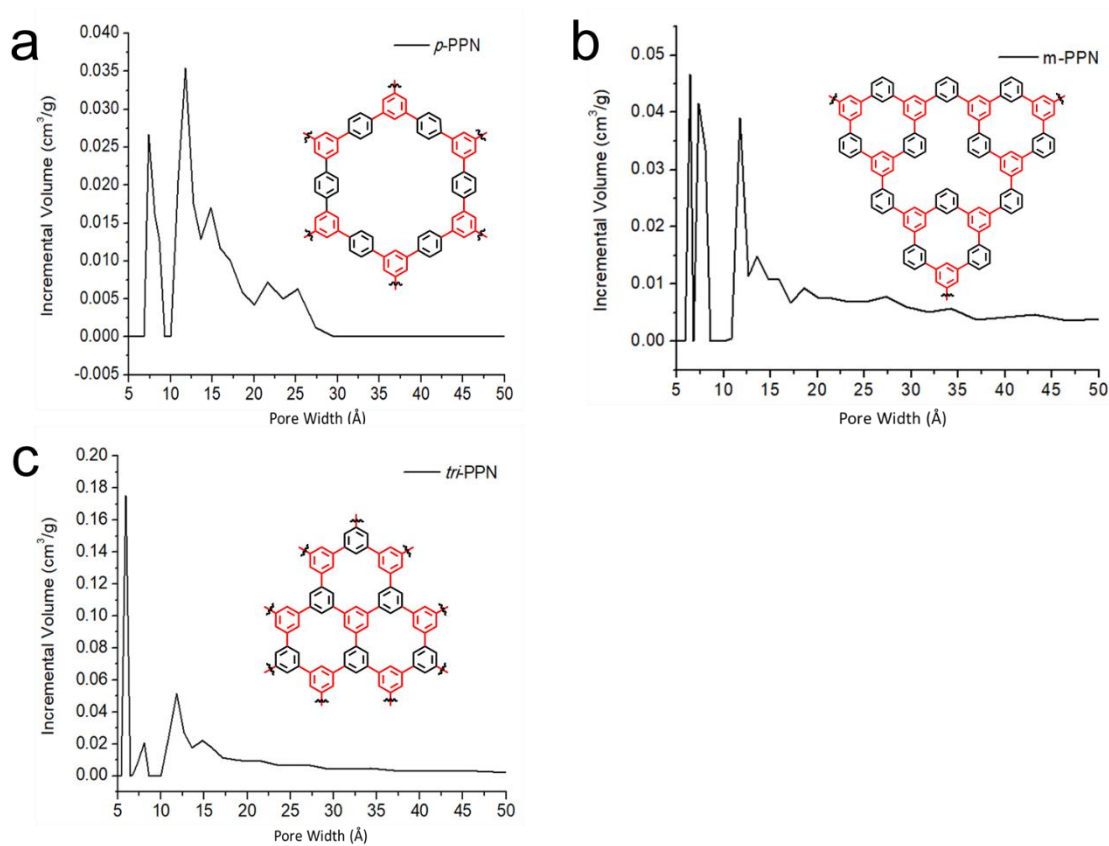 a
p-PPN
0.040
0.035
0.030
0.025
0.020
0.015
0.010
0.005
0.000
-0.005
Incremental Volume (cm³/g)
5 10 15 20 25 30 35 40 45 50
Pore Width (Å)
b
m-PPN
0.05
0.04
0.03
0.02
0.01
0.00
Incremental Volume (cm³/g)
5 10 15 20 25 30 35 40 45 50
Pore Width (Å)
c
tri-PPN
0.20
0.18
0.16
0.14
0.12
0.10
0.08
0.06
0.04
0.02
0.00
Incremental Volume (cm³/g)
5 10 15 20 25 30 35 40 45 50
Pore Width (Å)